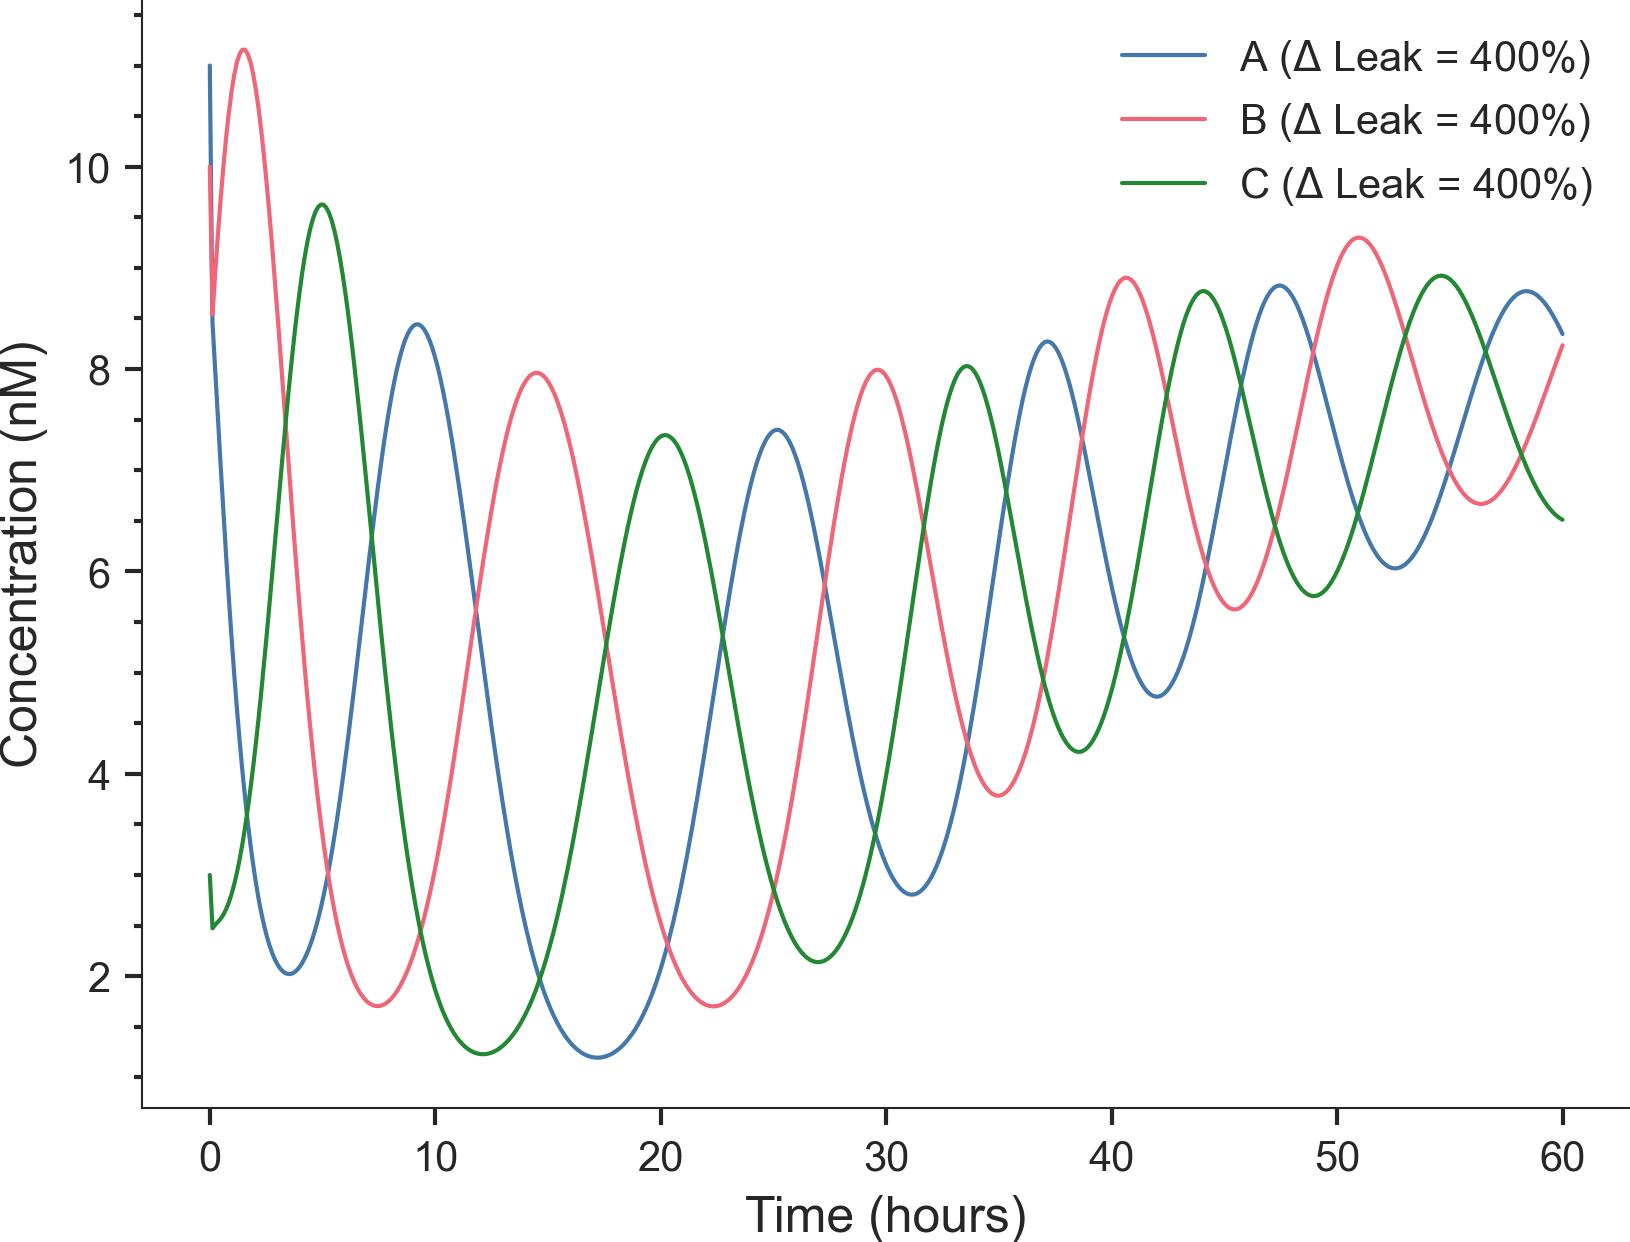 A (Δ Leak = 400%)
B (Δ Leak = 400%)
C (Δ Leak = 400%)
Concentration (nM)
10
8
6
4
2
0 10 20 30 40 50 60
Time (hours)